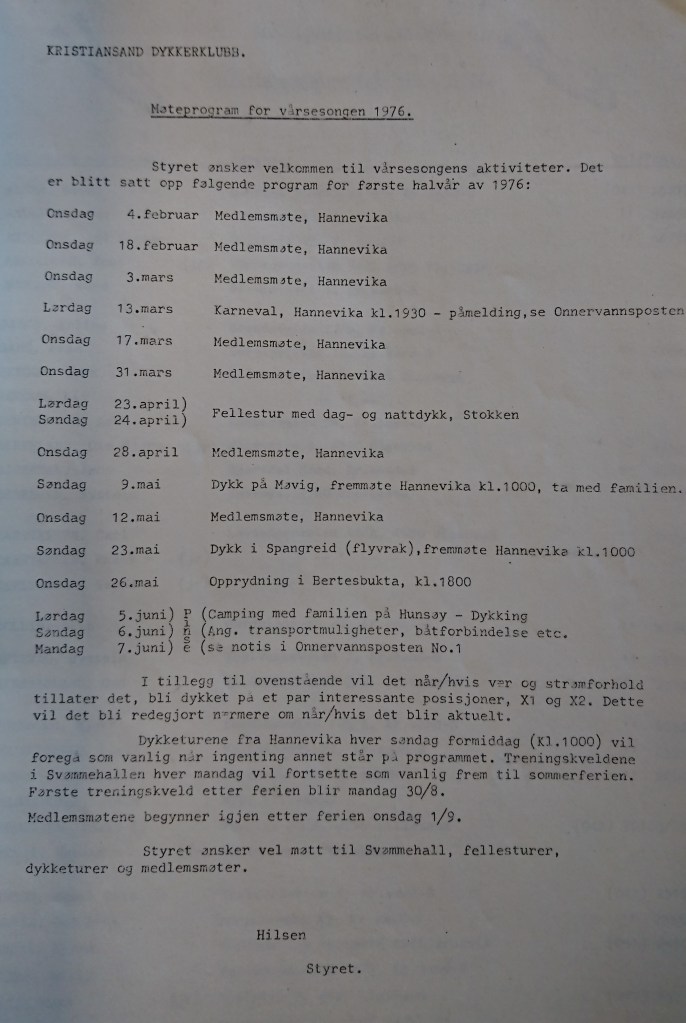 KRISTIANSAND DYKKERKLUBB.
Møteprogram for vårsesongen 1976.
Styret ønsker velkommen til vårsesongens aktiviteter. Det
er blitt satt opp følgende program for første halvår av 1976:
Onsdag 4.februar Medlemsmøte, Hannevika
Onsdag 18.februar Medlemsmøte, Hannevika
Onsdag 3.mars Medlemsmøte, Hannevika
Lørdag 13.mars Karneval, Hannevika kl.1930 - påmelding,se Onnervannsposten
Onsdag 17.mars Medlemsmøte, Hannevika
Onsdag 31.mars Medlemsmøte, Hannevika
Lørdag 23.april)
Søndag 24.april) Fellestur med dag- og nattdykk, Stokken
Onsdag 28.april Medlemsmøte, Hannevika
Søndag 9.mai Dykk på Møvig, fremmøte Hannevika kl.1000, ta med familien.
Onsdag 12.mai Medlemsmøte, Hannevika
Søndag 23.mai Dykk i Spangreid (flyvrak),fremmøte Hannevika kl.1000
Onsdag 26.mai Opprydning i Bertesbukta, kl.1800
Lørdag 5.juni) Pinse (Camping med familien på Hunsøy - Dykking
Søndag 6.juni) (Ang. transportmuligheter, båtforbindelse etc.
Mandag 7.juni) (se notis i Onnervannsposten No.1
I tillegg til ovenstående vil det når/hvis vær og strømforhold
tillater det, bli dykket på et par interessante posisjoner, X1 og X2. Dette
vil det bli redegjort nærmere om når/hvis det blir aktuelt.
Dykketurene fra Hannevika hver søndag formiddag (Kl.1000) vil
foregå som vanlig når ingenting annet står på programmet. Treningskveldene
i Svømmehallen hver mandag vil fortsette som vanlig frem til sommerferien.
Første treningskveld etter ferien blir mandag 30/8.
Medlemsmøtene begynner igjen etter ferien onsdag 1/9.
Styret ønsker vel møtt til Svømmehall, fellesturer,
dykketurer og medlemsmøter.
Hilsen
Styret.